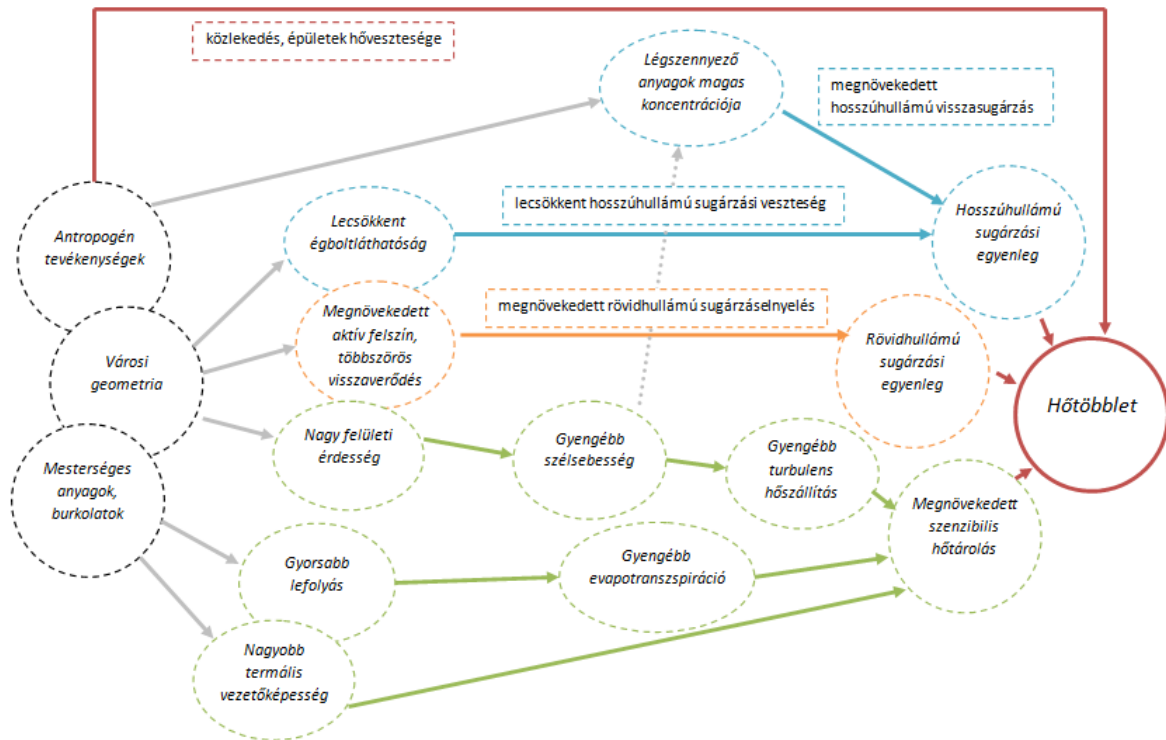 közlekedés, épületek hővesztesége
Légszennyező
anyagok magas
koncentrációja
megnövekedett
hosszúhullámú visszasugárzás
Antropogén
tevékenységek
Lecsökkent
égboltláthatóság
lecsökkent hosszúhullámú sugárzási veszteség
Hosszúhullámú
sugárzási
egyenleg
Városi
geometria
Megnövekedett
aktív felszín,
többszörös
visszaverődés
megnövekedett rövidhullámú sugárzáselnyelés
Rövidhullámú
sugárzási
egyenleg
Hőtöbblet
Mesterséges
anyagok,
burkolatok
Nagy felületi
érdesség
Gyengébb
szélsebesség
Gyengébb
turbulens
hőszállítás
Megnövekedett
szenzibilis
hőtárolás
Gyorsabb
lefolyás
Gyengébb
evapotranszspiráció
Nagyobb
termális
vezetőképesség